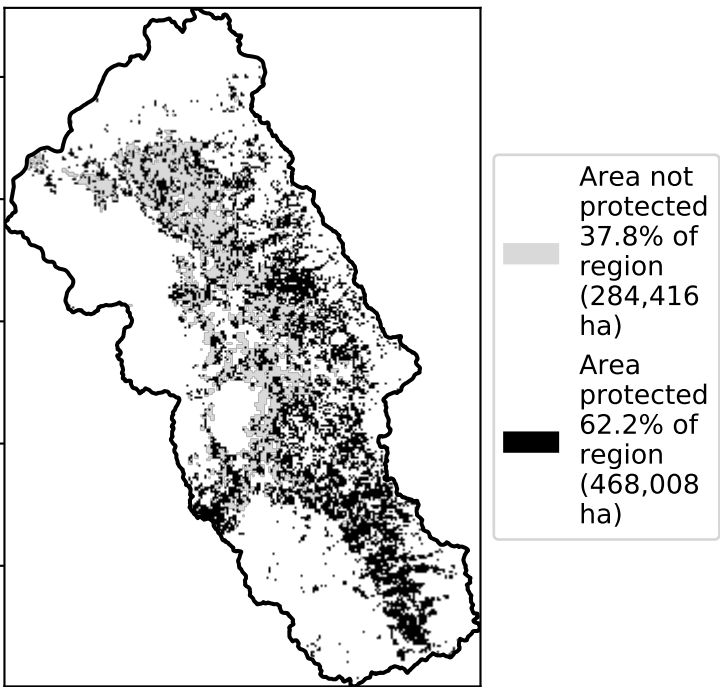 Area not
protected
37.8% of
region
(284,416
ha)
Area
protected
62.2% of
region
(468,008
ha)